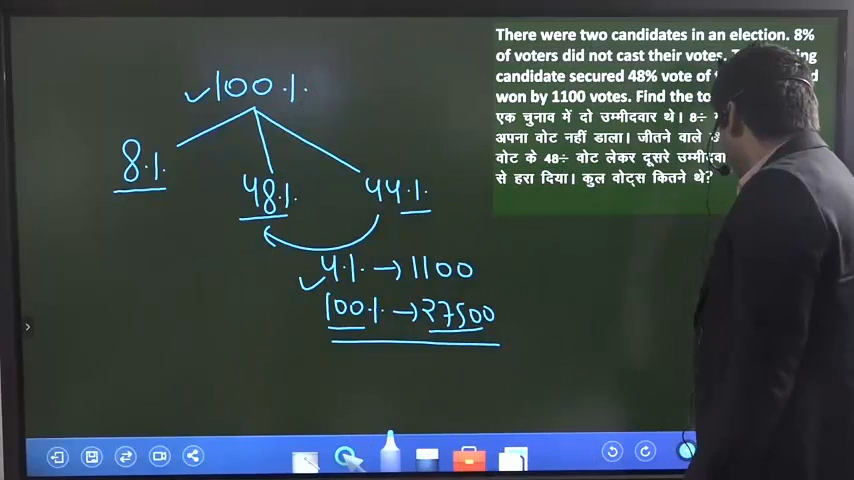 There were two candidates in an election. 8%
of voters did not cast their votes.
candidate secured 48% vote of
won by 1100 votes. Find the
एक चुनाव में दो उम्मीदवार थे। 8÷
अपना वोट नहीं डाला। जीतने वाले
वोट के 48÷ वोट लेकर दूसरे
से हरा दिया। कुल वोट्स कितने थे?
100%
8%
48%
44%
4% → 1100
100% → 27500